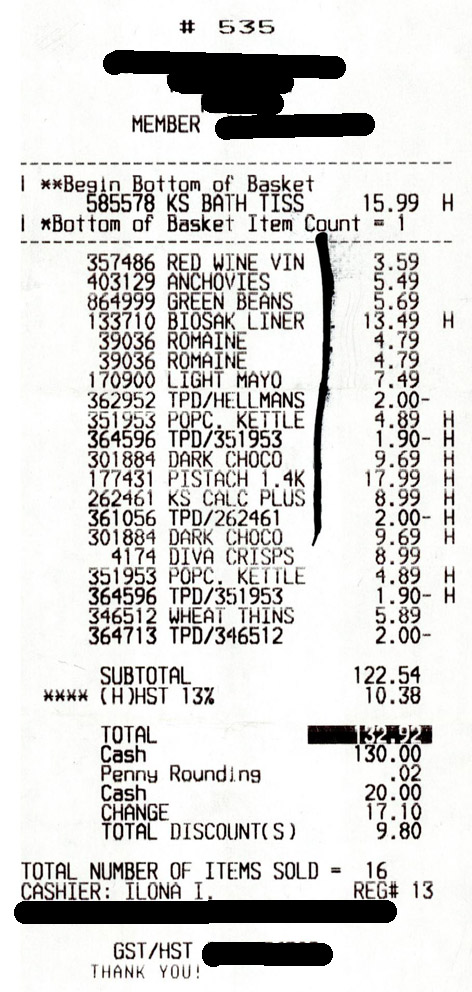 # 535
MEMBER
**Begin Bottom of Basket
585578 KS BATH TISS 15.99 H
*Bottom of Basket Item Count = 1
357486 RED WINE VIN 3.59
403129 ANCHOVIES 5.49
864999 GREEN BEANS 5.69
133710 BIOSAK LINER 13.49 H
39036 ROMAINE 4.79
39036 ROMAINE 4.79
170900 LIGHT MAYO 7.49
362952 TPD/HELLMANS 2.00-
351953 POPC. KETTLE 4.89 H
364596 TPD/351953 1.90- H
301884 DARK CHOCO 9.69 H
177431 PISTACH 1.4K 17.99 H
262461 KS CALC PLUS 8.99 H
361056 TPD/262461 2.00- H
301884 DARK CHOCO 9.69 H
4174 DIVA CRISPS 8.99
351953 POPC. KETTLE 4.89 H
364596 TPD/351953 1.90- H
346512 WHEAT THINS 5.89
364713 TPD/346512 2.00-
SUBTOTAL 122.54
**** (H)HST 13% 10.38
TOTAL 132.92
Cash 130.00
Penny Rounding .02
Cash 20.00
CHANGE 17.10
TOTAL DISCOUNT(S) 9.80
TOTAL NUMBER OF ITEMS SOLD = 16
CASHIER: ILONA I. REG# 13
GST/HST
THANK YOU!